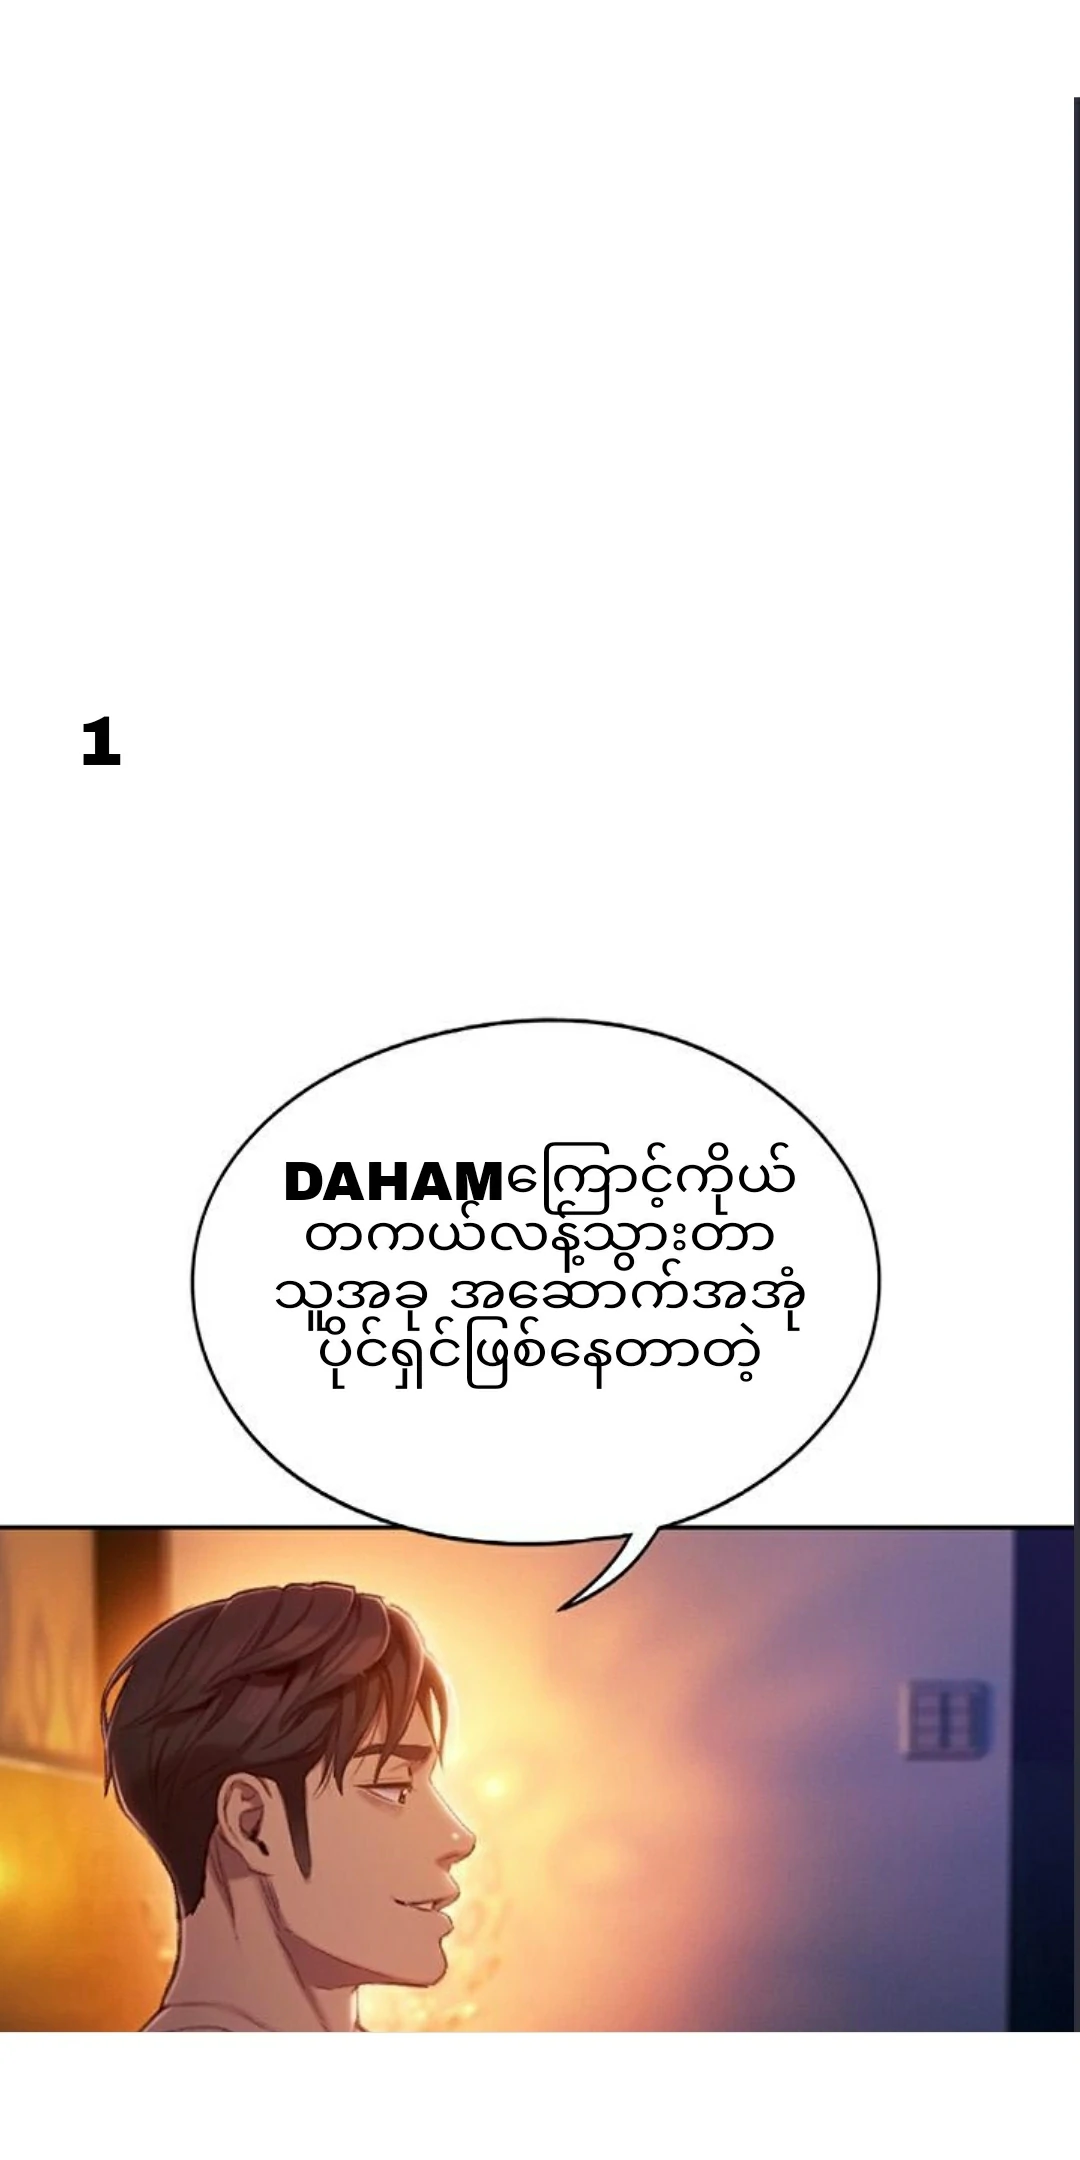 1
DAHAMကြောင့်ကိုယ်
တကယ်လန့်သွားတာ
သူအခု အဆောက်အအုံ
ပိုင်ရှင်ဖြစ်နေတာတဲ့